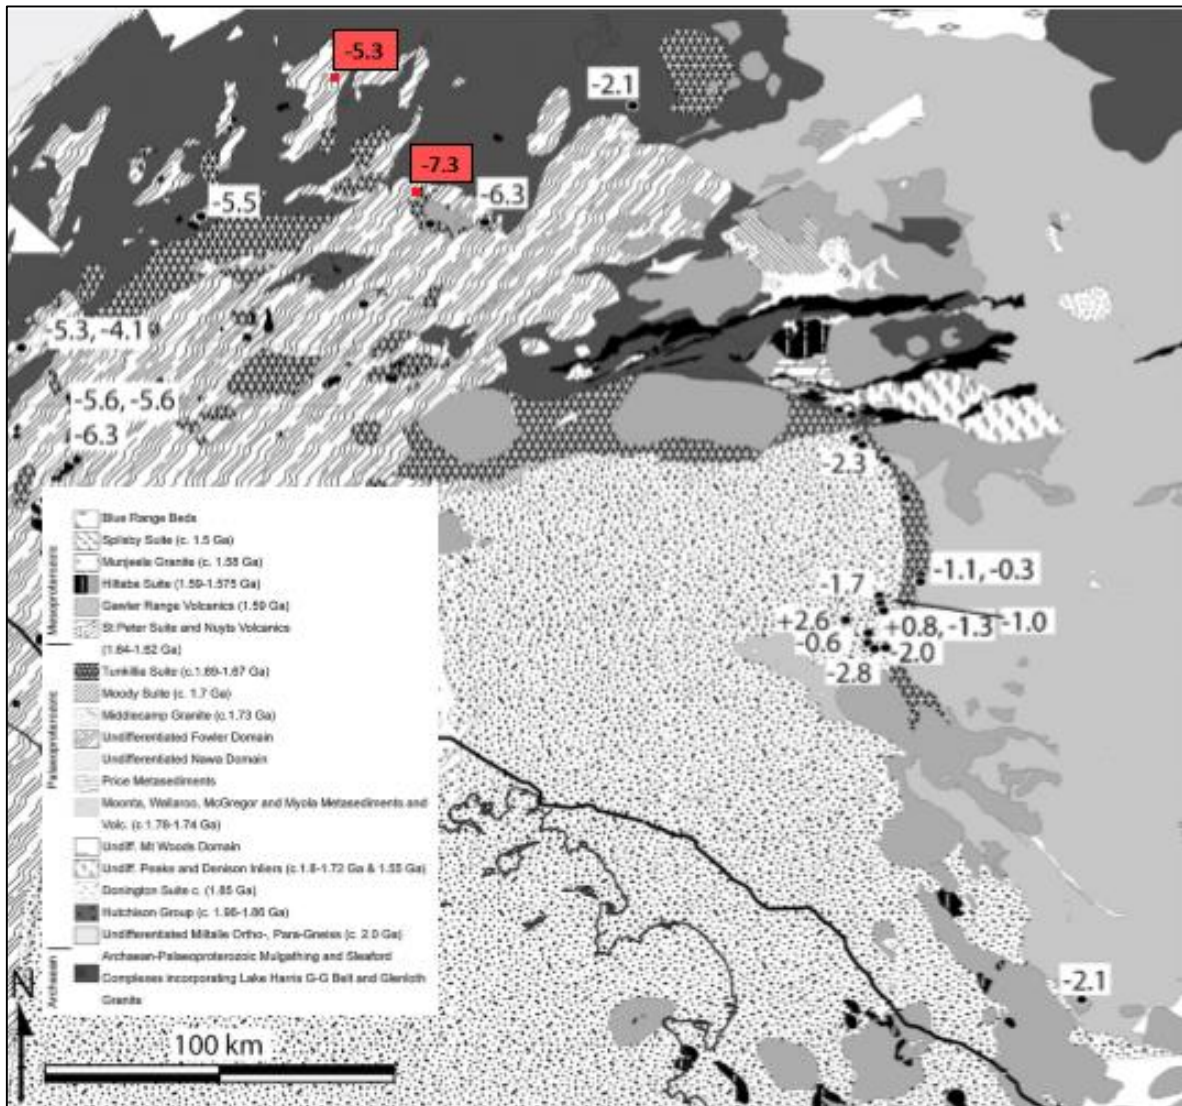 -5.3
-2.1
-7.3
-6.3
-5.5
-5.3, -4.1
-5.6, -5.6
-6.3
-2.3
-1.1, -0.3
-1.7
+2.6
+0.8, -1.3
-1.0
-0.6
-2.0
-2.8
-2.1
Mesoproterozoic
Blue Range Beds
Spilsby Suite (c. 1.5 Ga)
Munjeela Granite (c. 1.58 Ga)
Hiltaba Suite (1.59-1.575 Ga)
Gawler Range Volcanics (1.59 Ga)
St Peter Suite and Nuyts Volcanics
(1.64-1.62 Ga)
Palaeoproterozoic
Tunkillia Suite (c.1.69-1.67 Ga)
Moody Suite (c. 1.7 Ga)
Middlecamp Granite (c.1.73 Ga)
Undifferentiated Fowler Domain
Undifferentiated Nawa Domain
Price Metasediments
Moonta, Wallaroo, McGregor and Myola Metasediments and
Volc. (c.1.78-1.74 Ga)
Undiff. Mt Woods Domain
Undiff. Peake and Denison Inliers (c.1.8-1.72 Ga & 1.55 Ga)
Donington Suite c. (1.85 Ga)
Hutchison Group (c. 1.96-1.86 Ga)
Undifferentiated Miltalie Ortho-, Para-Gneiss (c. 2.0 Ga)
Archaean
Archaean-Palaeoproterozoic Mulgathing and Sleaford
Complexes incorporating Lake Harris G-G Belt and Glenloth
Granite
N
100 km